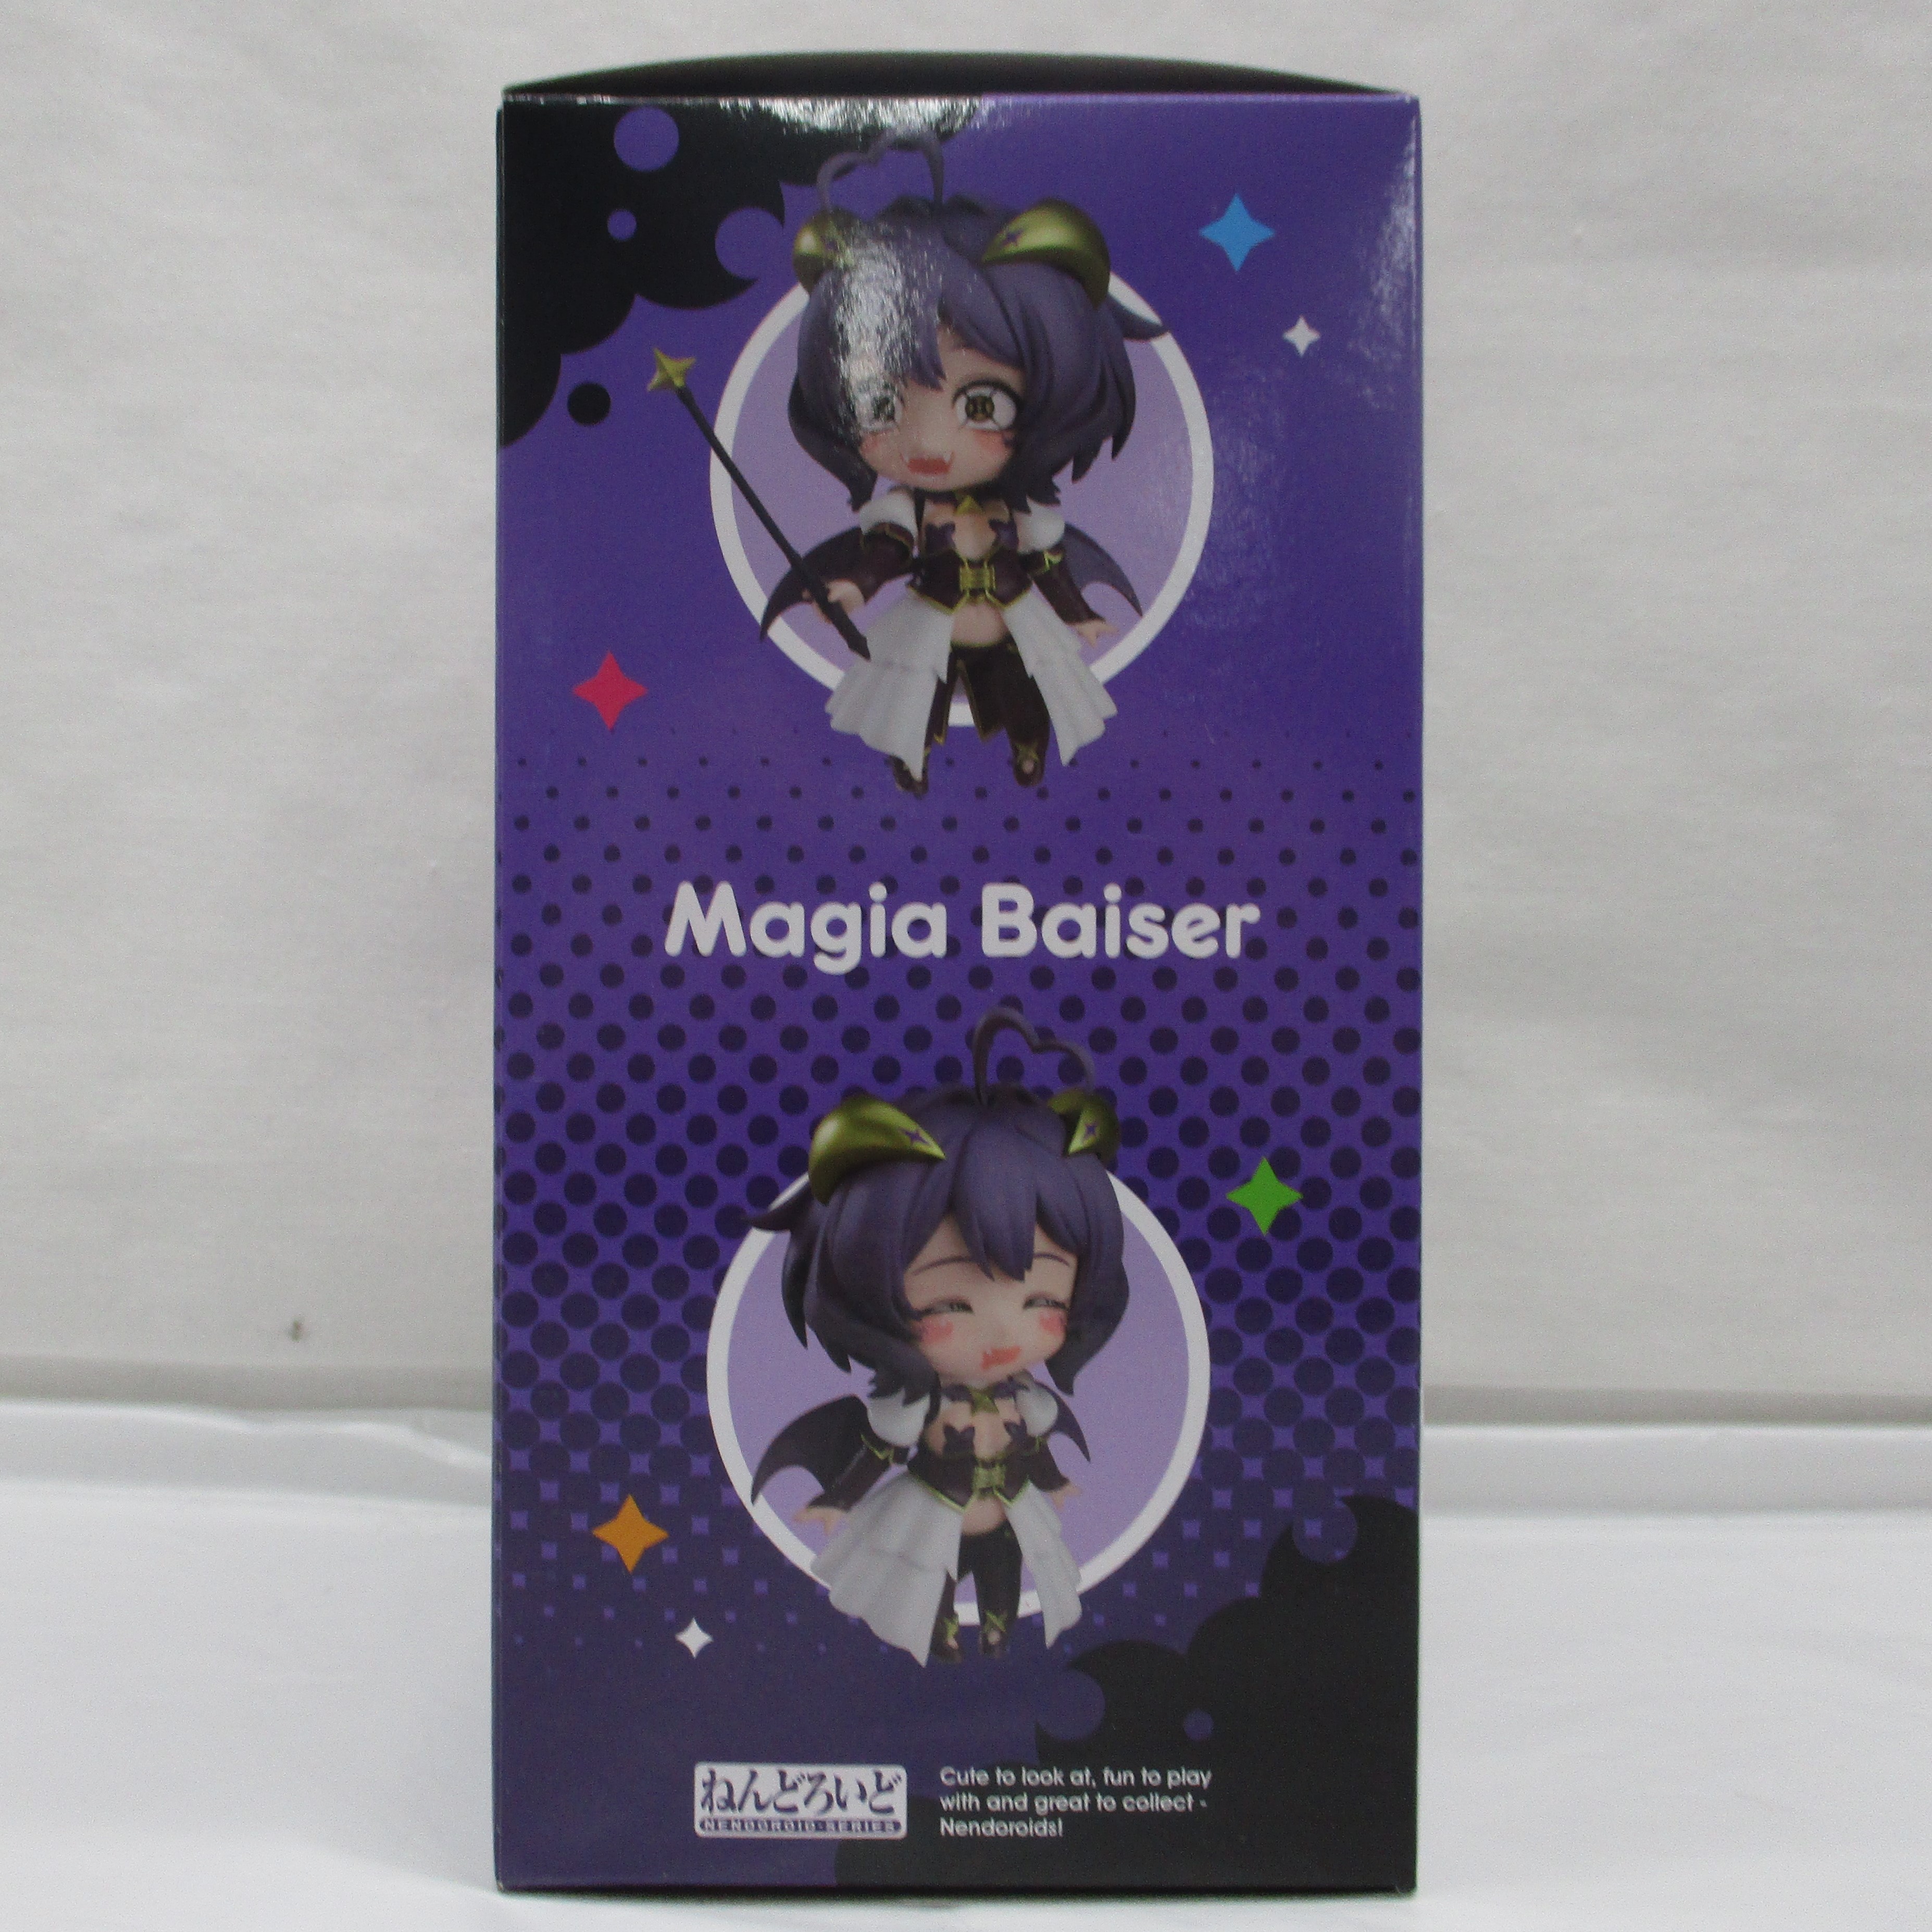 Magia Baiser
ねんどろいど
NENDOROID SERIES
Cute to look at, fun to play
with and great to collect -
Nendoroids!